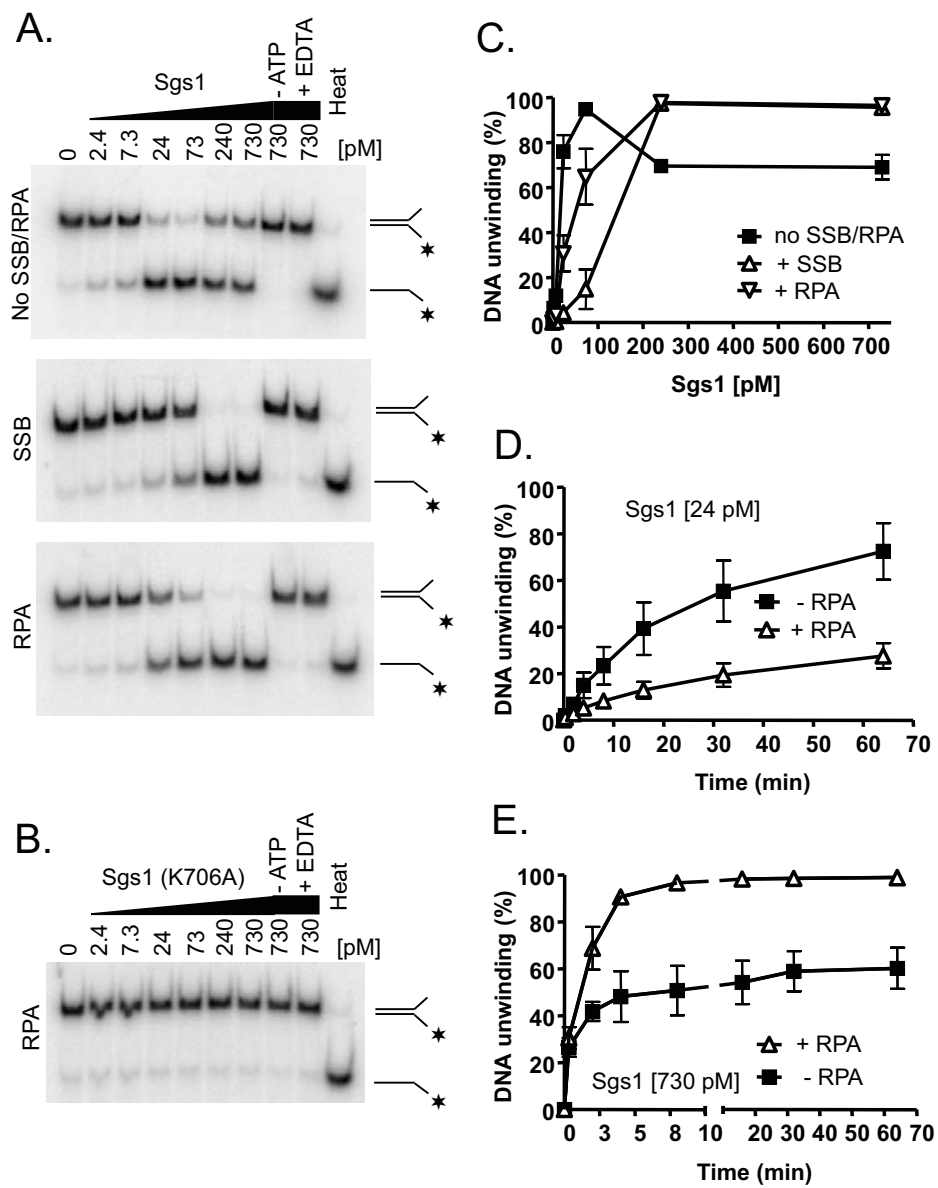 A.
Sgs1
- ATP
+ EDTA
Heat
0 2.4 7.3 24 73 240 730 730 730 [pM]
No SSB/RPA
SSB
RPA
B.
Sgs1 (K706A)
- ATP
+ EDTA
Heat
0 2.4 7.3 24 73 240 730 730 730 [pM]
RPA
C.
DNA unwinding (%)
100
80
60
40
20
0
no SSB/RPA
+ SSB
+ RPA
0 100 200 300 400 500 600 700
Sgs1 [pM]
D.
DNA unwinding (%)
100
80
60
40
20
0
Sgs1 [24 pM]
- RPA
+ RPA
0 10 20 30 40 50 60 70
Time (min)
E.
DNA unwinding (%)
100
80
60
40
20
0
+ RPA
- RPA
Sgs1 [730 pM]
0 3 5 8 10 20 30 40 50 60 70
Time (min)